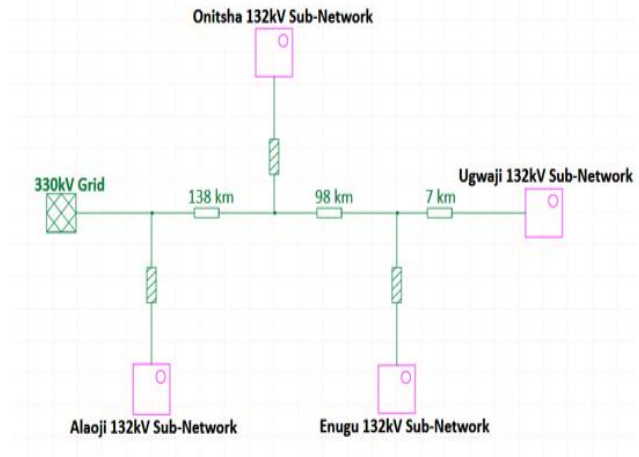 Onitsha 132kV Sub-Network
Ugwaji 132kV Sub-Network
330kV Grid
138 km
98 km
7 km
Alaoji 132kV Sub-Network
Enugu 132kV Sub-Network